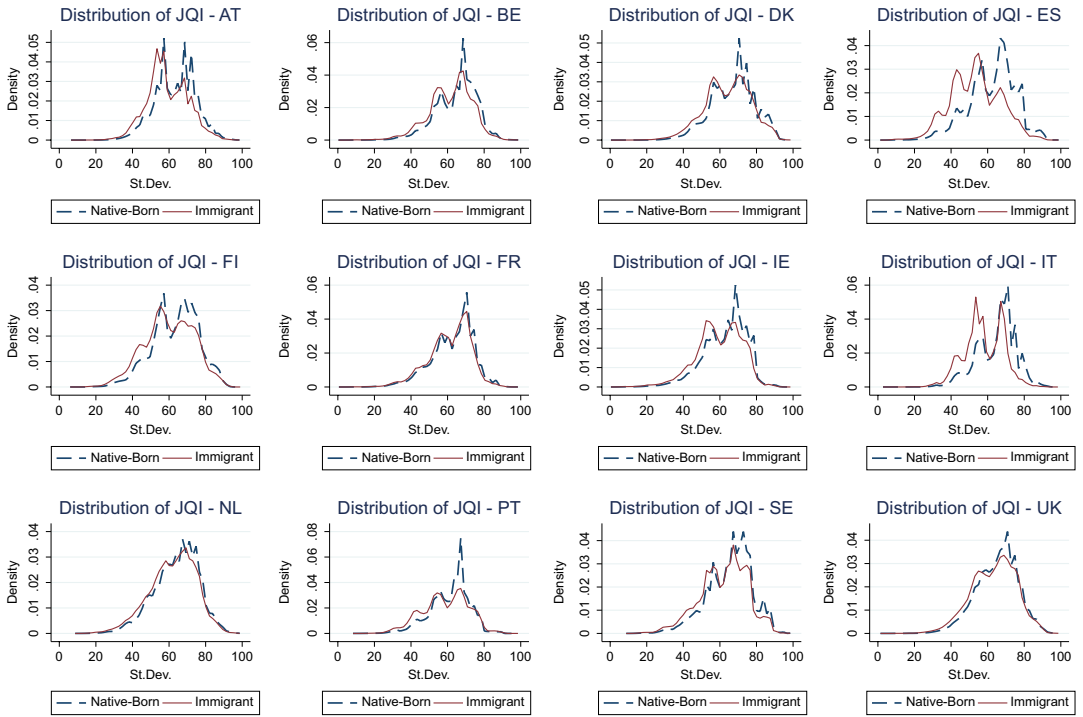 Distribution of JQI - AT
Density
0 .01.02.03.04.05
0 20 40 60 80 100
St.Dev.
Native-Born Immigrant
Distribution of JQI - BE
Density
0 .02 .04 .06
0 20 40 60 80 100
St.Dev.
Native-Born Immigrant
Distribution of JQI - DK
Density
0 .01.02.03.04.05
0 20 40 60 80 100
St.Dev.
Native-Born Immigrant
Distribution of JQI - ES
Density
0 .01 .02 .03 .04
0 20 40 60 80 100
St.Dev.
Native-Born Immigrant
Distribution of JQI - FI
Density
0 .01 .02 .03 .04
0 20 40 60 80 100
St.Dev.
Native-Born Immigrant
Distribution of JQI - FR
Density
0 .02 .04 .06
0 20 40 60 80 100
St.Dev.
Native-Born Immigrant
Distribution of JQI - IE
Density
0 .01.02.03.04.05
0 20 40 60 80 100
St.Dev.
Native-Born Immigrant
Distribution of JQI - IT
Density
0 .02 .04 .06
0 20 40 60 80 100
St.Dev.
Native-Born Immigrant
Distribution of JQI - NL
Density
0 .01 .02 .03 .04
0 20 40 60 80 100
St.Dev.
Native-Born Immigrant
Distribution of JQI - PT
Density
0 .02 .04 .06 .08
0 20 40 60 80 100
St.Dev.
Native-Born Immigrant
Distribution of JQI - SE
Density
0 .01 .02 .03 .04
0 20 40 60 80 100
St.Dev.
Native-Born Immigrant
Distribution of JQI - UK
Density
0 .01 .02 .03 .04
0 20 40 60 80 100
St.Dev.
Native-Born Immigrant